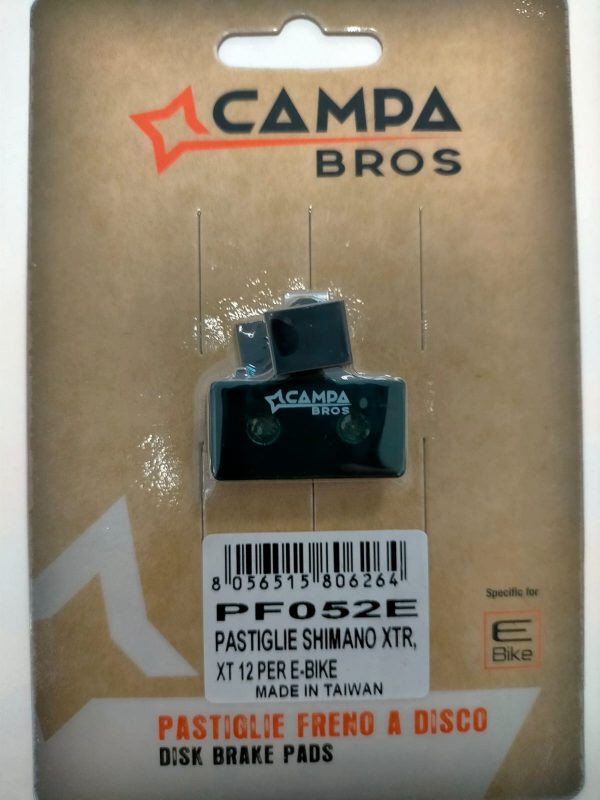 CAMPA
BROS
CAMPA
BROS
8 056515 806264
PF052E
PASTIGLIE SHIMANO XTR,
XT 12 PER E-BIKE
MADE IN TAIWAN
Specific for
E
Bike
PASTIGLIE FRENO A DISCO
DISK BRAKE PADS